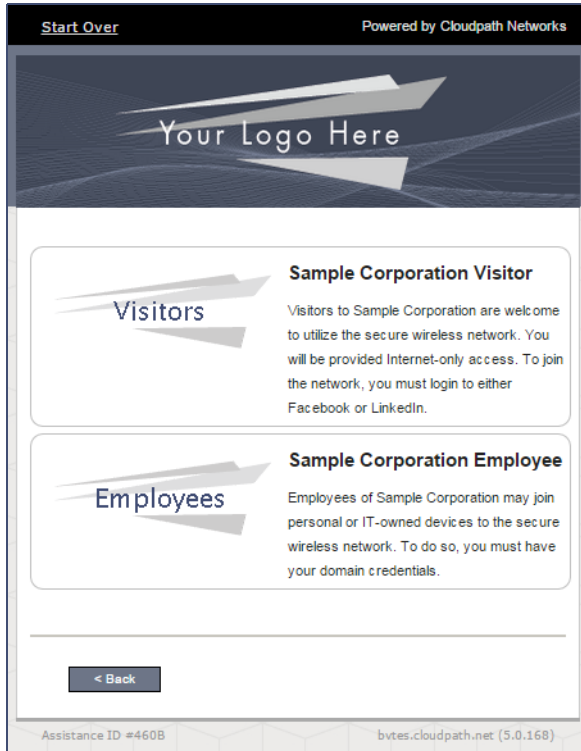 Start Over
Powered by Cloudpath Networks
Your Logo Here
Visitors
Sample Corporation Visitor
Visitors to Sample Corporation are welcome
to utilize the secure wireless network. You
will be provided Internet-only access. To join
the network, you must login to either
Facebook or LinkedIn.
Employees
Sample Corporation Employee
Employees of Sample Corporation may join
personal or IT-owned devices to the secure
wireless network. To do so, you must have
your domain credentials.
< Back
Assistance ID #460B
bvtes.cloudpath.net (5.0.168)